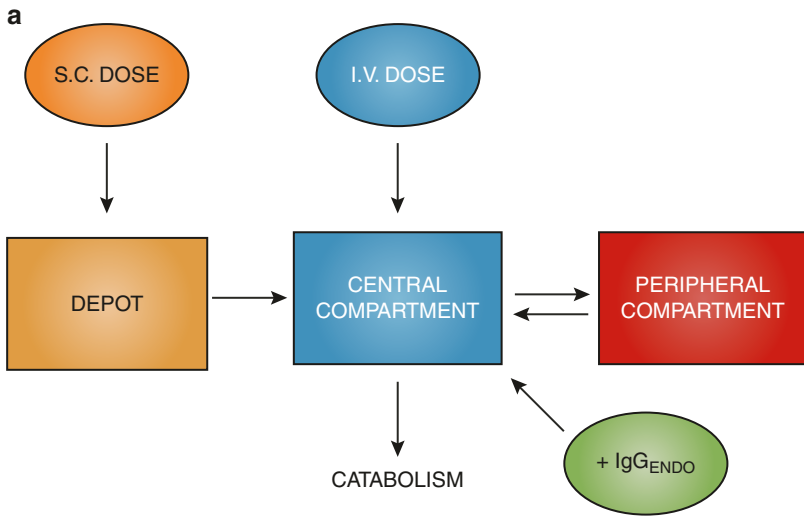 a
S.C. DOSE
I.V. DOSE
DEPOT
CENTRAL
COMPARTMENT
PERIPHERAL
COMPARTMENT
CATABOLISM
+ IgGENDO